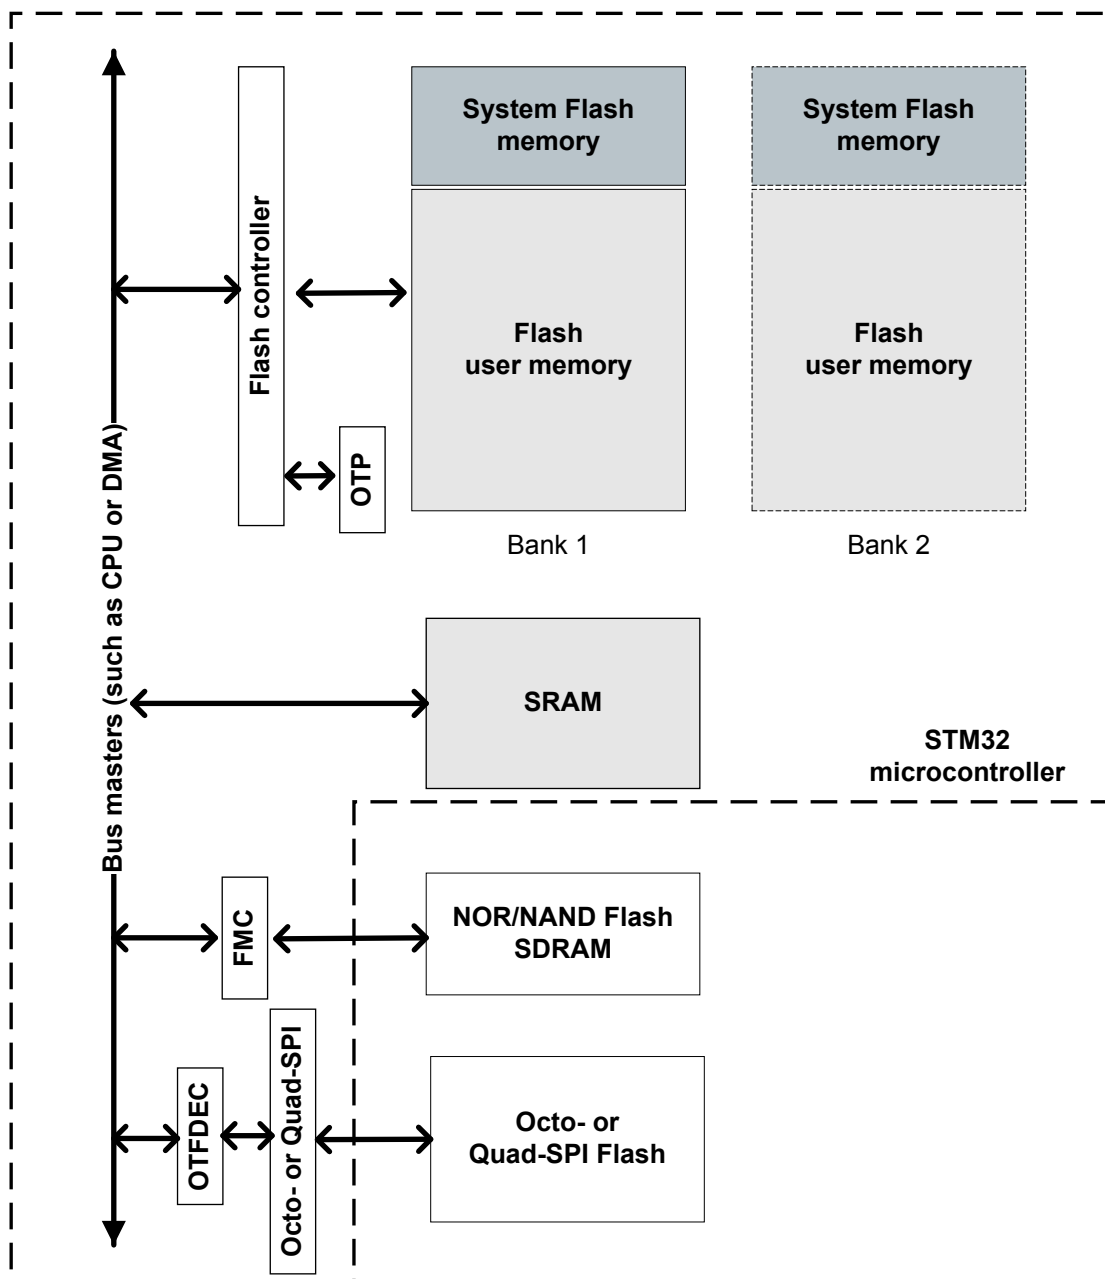 System Flash
memory
System Flash
memory
Flash controller
Flash
user memory
Flash
user memory
OTP
Bank 1
Bank 2
Bus masters (such as CPU or DMA)
SRAM
STM32
microcontroller
FMC
NOR/NAND Flash
SDRAM
OTFDEC
Octo- or Quad-SPI
Octo- or
Quad-SPI Flash